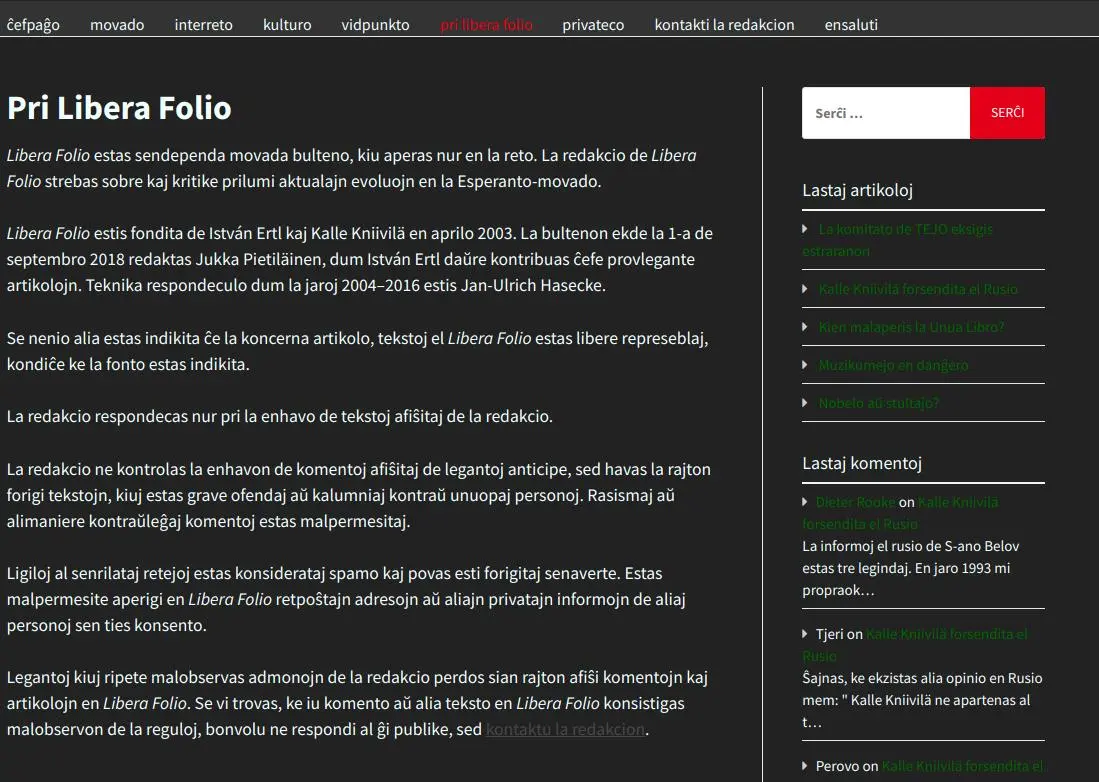 ĉefpaĝo movado interreto kulturo vidpunkto pri libera folio privateco kontakti la redakcion ensaluti
Pri Libera Folio
Libera Folio estas sendependa movada bulteno, kiu aperas nur en la reto. La redakcio de Libera
Folio strebas sobre kaj kritike prilumi aktualajn evoluojn en la Esperanto-movado.
Libera Folio estis fondita de István Ertl kaj Kalle Kniivilä en aprilo 2003. La bultenon ekde la 1-a de
septembro 2018 redaktas Jukka Pietiläinen, dum István Ertl daŭre kontribuas ĉefe provlegante
artikolojn. Teknika respondeculo dum la jaroj 2004–2016 estis Jan-Ulrich Hasecke.
Se nenio alia estas indikita ĉe la koncerna artikolo, tekstoj el Libera Folio estas libere represeblaj,
kondiĉe ke la fonto estas indikita.
La redakcio respondecas nur pri la enhavo de tekstoj afiŝitaj de la redakcio.
La redakcio ne kontrolas la enhavon de komentoj afiŝitaj de legantoj anticipe, sed havas la rajton
forigi tekstojn, kiuj estas grave ofendaj aŭ kalumniaj kontraŭ unuopaj personoj. Rasismaj aŭ
alimaniere kontraŭleĝaj komentoj estas malpermesitaj.
Ligiloj al senrilataj retejoj estas konsiderataj spamo kaj povas esti forigitaj senaverte. Estas
malpermesite aperigi en Libera Folio retpoŝtajn adresojn aŭ aliajn privatajn informojn de aliaj
personoj sen ties konsento.
Legantoj kiuj ripete malobservas admonojn de la redakcio perdos sian rajton afiŝi komentojn kaj
artikolojn en Libera Folio. Se vi trovas, ke iu komento aŭ alia teksto en Libera Folio konsistigas
malobservon de la reguloj, bonvolu ne respondi al ĝi publike, sed kontaktu la redakcion.
Serĉi ... SERĈI
Lastaj artikoloj
La komitato de TEJO eksigis
estraranon
Kalle Kniivilä forsendita el Rusio
Kien malaperis la Unua Libro?
Muzikumejo en danĝero
Nobelo aŭ stultaĵo?
Lastaj komentoj
Dieter Rooke on Kalle Kniivilä
forsendita el Rusio
La informoj el rusio de S-ano Belov
estas tre legindaj. En jaro 1993 mi
propraok…
Tjeri on Kalle Kniivilä forsendita el
Rusio
Ŝajnas, ke ekzistas alia opinio en Rusio
mem: " Kalle Kniivilä ne apartenas al
t…
Perovo on Kalle Kniivilä forsendita el